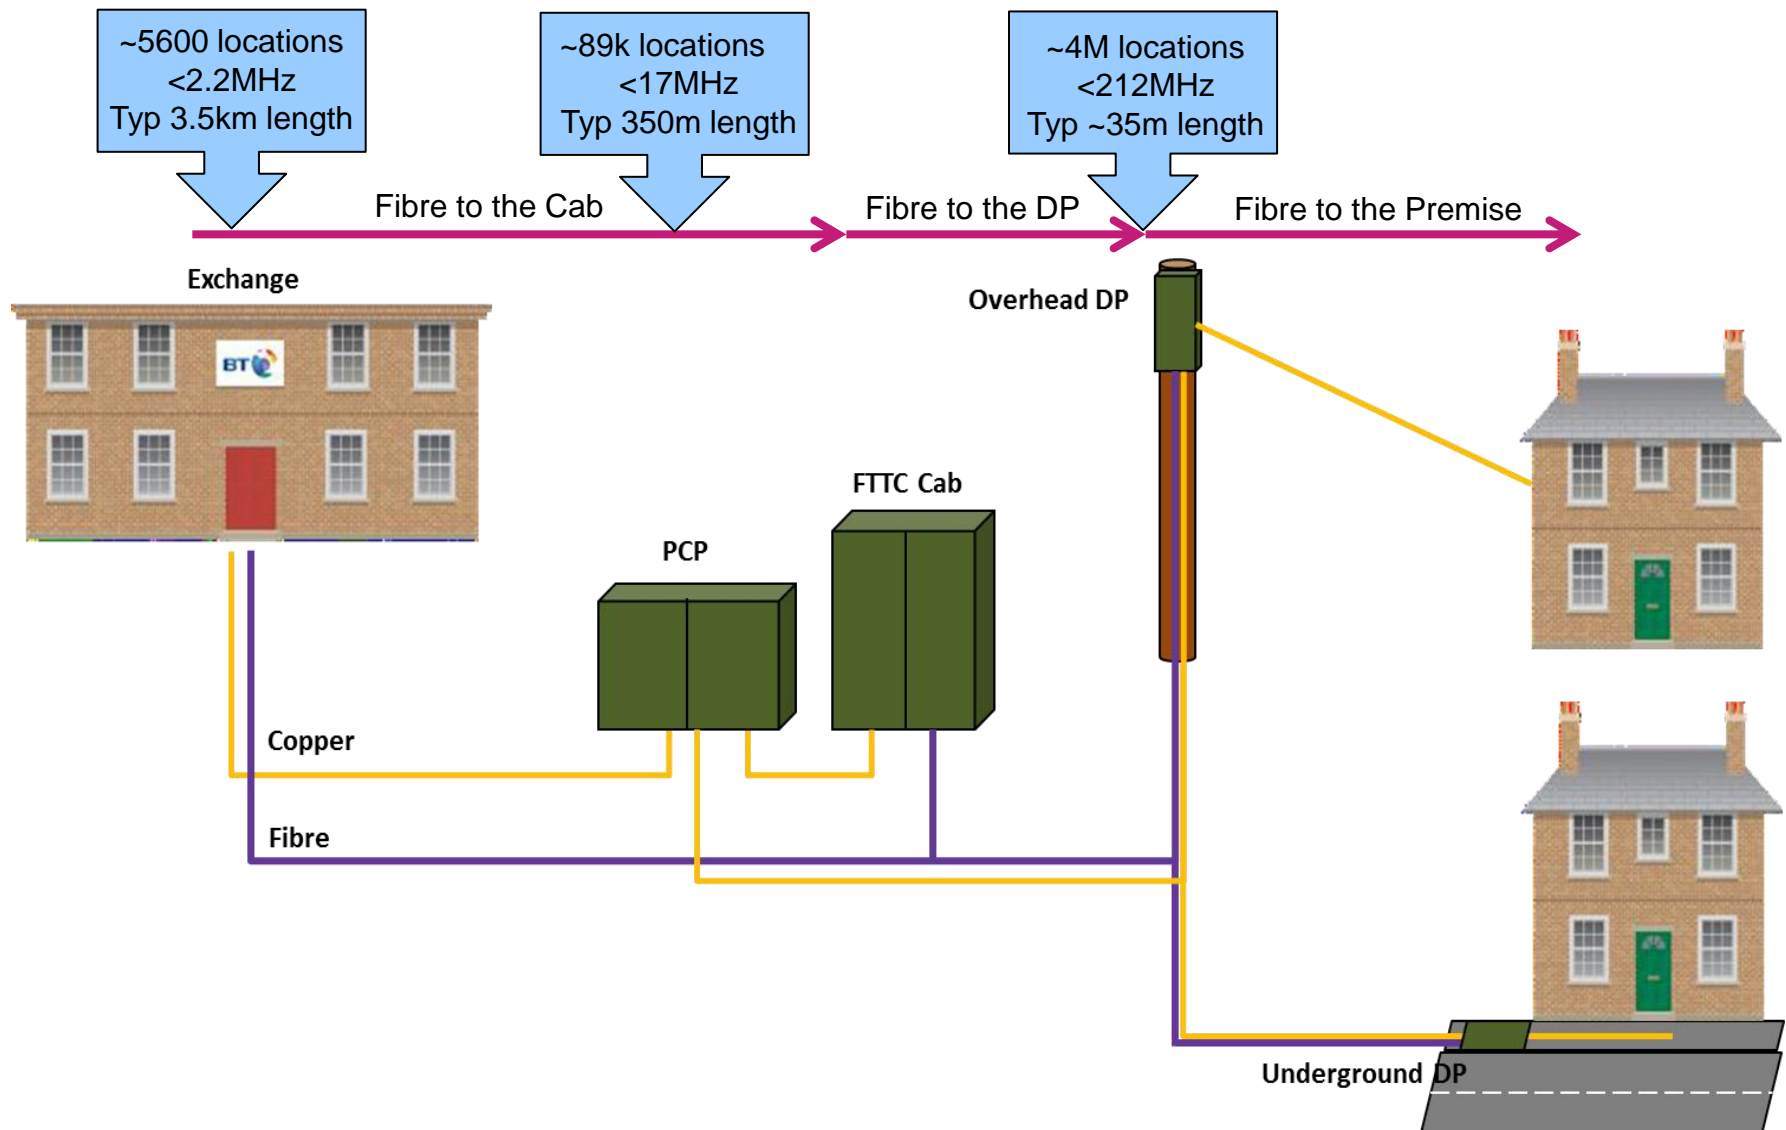 ~5600 locations
<2.2MHz
Typ 3.5km length
~89k locations
<17MHz
Typ 350m length
~4M locations
<212MHz
Typ ~35m length
Fibre to the Cab
Fibre to the DP
Fibre to the Premise
Exchange
Overhead DP
BT
FTTC Cab
PCP
Copper
Fibre
Underground DP